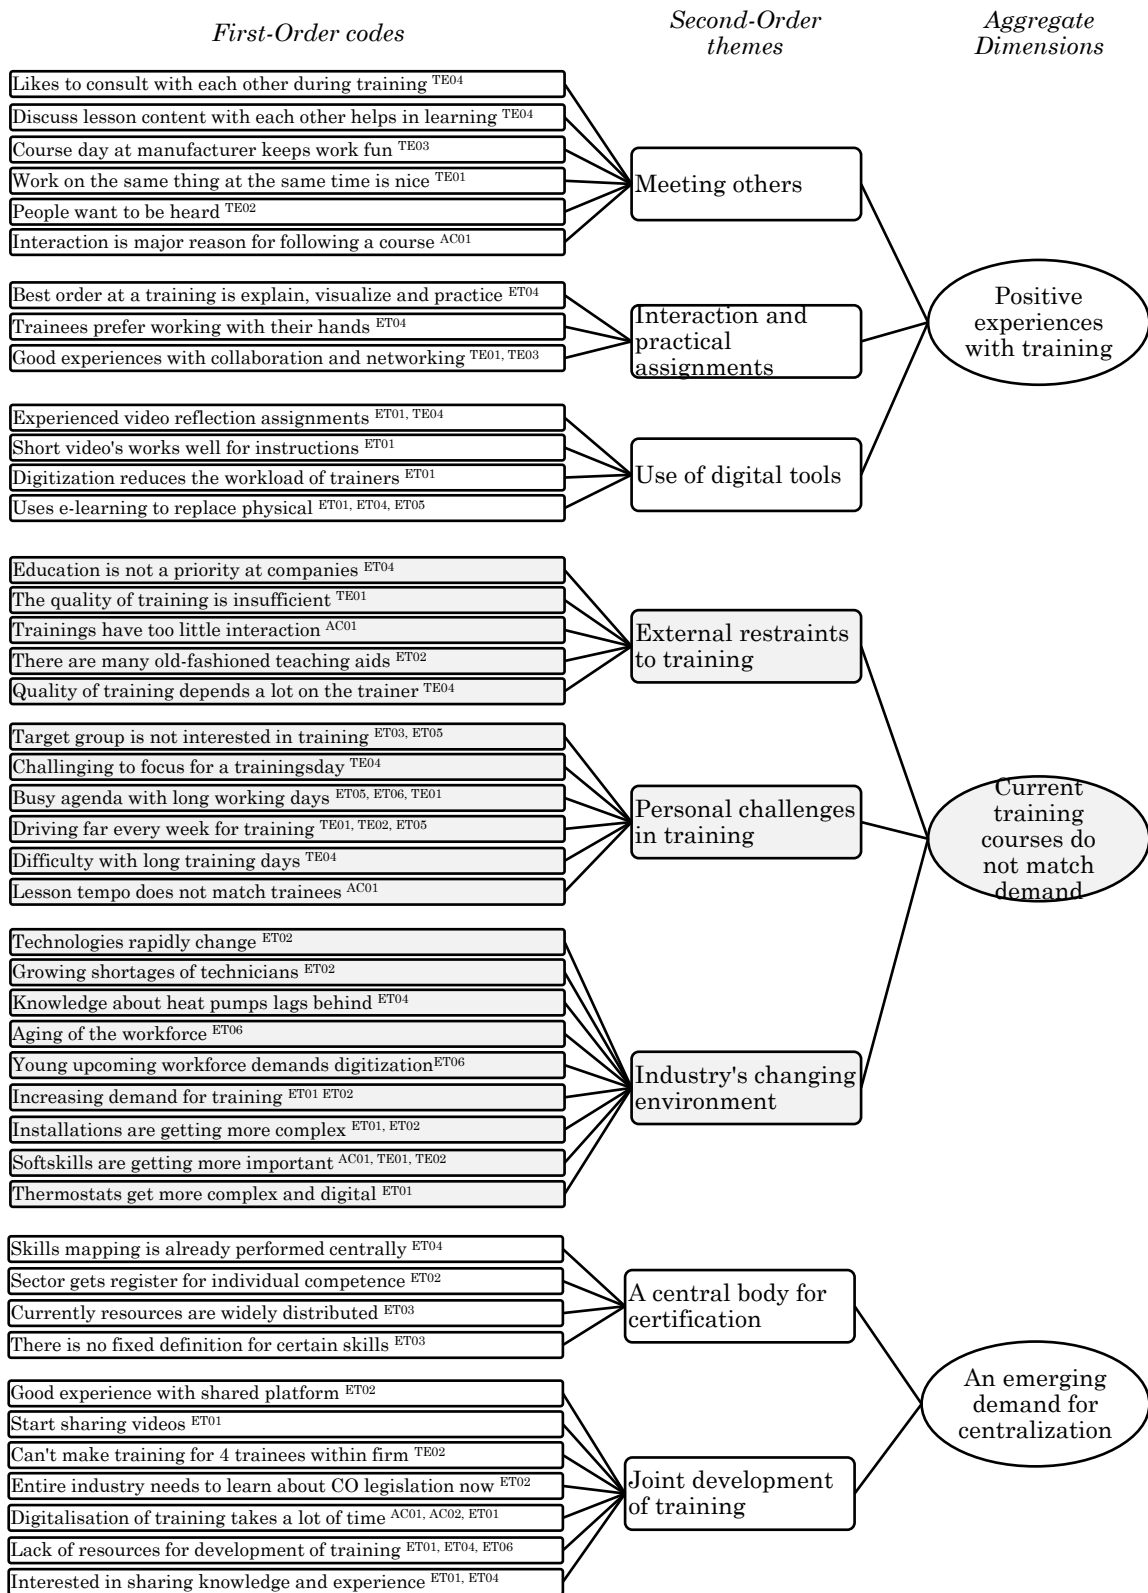 First-Order codes
Second-Order
themes
Aggregate
Dimensions
Likes to consult with each other during training TE04
Discuss lesson content with each other helps in learning TE04
Course day at manufacturer keeps work fun TE03
Work on the same thing at the same time is nice TE01
People want to be heard TE02
Interaction is major reason for following a course AC01
Meeting others
Best order at a training is explain, visualize and practice ET04
Trainees prefer working with their hands ET04
Good experiences with collaboration and networking TE01, TE03
Interaction and
practical
assignments
Experienced video reflection assignments ET01, TE04
Short video's works well for instructions ET01
Digitization reduces the workload of trainers ET01
Uses e-learning to replace physical ET01, ET04, ET05
Use of digital tools
Positive
experiences
with training
Education is not a priority at companies ET04
The quality of training is insufficient TE01
Trainings have too little interaction AC01
There are many old-fashioned teaching aids ET02
Quality of training depends a lot on the trainer TE04
External restraints
to training
Target group is not interested in training ET03, ET05
Challenging to focus for a trainingsday TE04
Busy agenda with long working days ET05, ET06, TE01
Driving far every week for training TE01, TE02, ET05
Difficulty with long training days TE04
Lesson tempo does not match trainees AC01
Personal challenges
in training
Technologies rapidly change ET02
Growing shortages of technicians ET02
Knowledge about heat pumps lags behind ET04
Aging of the workforce ET06
Young upcoming workforce demands digitizationET06
Increasing demand for training ET01 ET02
Installations are getting more complex ET01, ET02
Softskills are getting more important AC01, TE01, TE02
Thermostats get more complex and digital ET01
Industry's changing
environment
Current
training
courses do
not match
demand
Skills mapping is already performed centrally ET04
Sector gets register for individual competence ET02
Currently resources are widely distributed ET03
There is no fixed definition for certain skills ET03
A central body for
certification
Good experience with shared platform ET02
Start sharing videos ET01
Can't make training for 4 trainees within firm TE02
Entire industry needs to learn about CO legislation now ET02
Digitalisation of training takes a lot of time AC01, AC02, ET01
Lack of resources for development of training ET01, ET04, ET06
Interested in sharing knowledge and experience ET01, ET04
Joint development
of training
An emerging
demand for
centralization